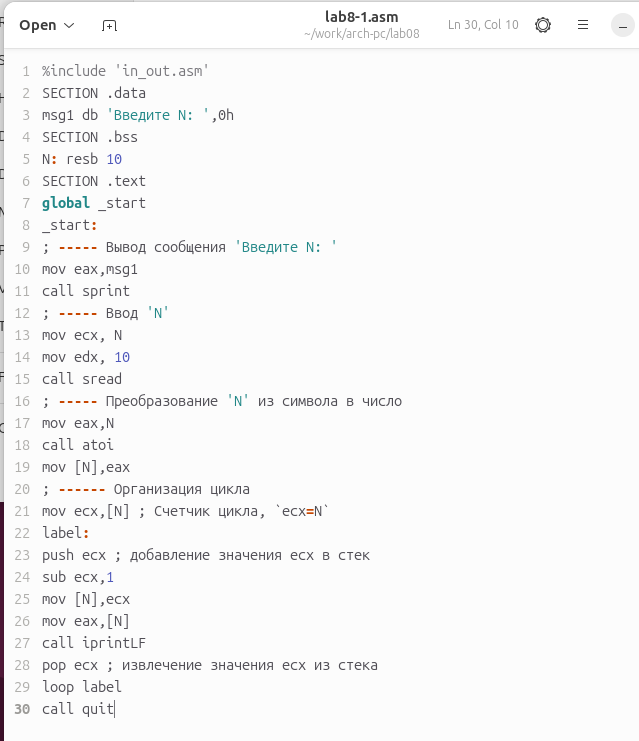 Open
lab8-1.asm
~/work/arch-pc/lab08
Ln 30, Col 10
1 %include 'in_out.asm'
2 SECTION .data
3 msg1 db 'Введите N: ',0h
4 SECTION .bss
5 N: resb 10
6 SECTION .text
7 global _start
8 _start:
9 ; ----- Вывод сообщения 'Введите N: '
10 mov eax,msg1
11 call sprint
12 ; ----- Ввод 'N'
13 mov ecx, N
14 mov edx, 10
15 call sread
16 ; ----- Преобразование 'N' из символа в число
17 mov eax,N
18 call atoi
19 mov [N],eax
20 ; ------ Организация цикла
21 mov ecx,[N] ; Счетчик цикла, `ecx=N`
22 label:
23 push ecx ; добавление значения ecx в стек
24 sub ecx,1
25 mov [N],ecx
26 mov eax,[N]
27 call iprintLF
28 pop ecx ; извлечение значения ecx из стека
29 loop label
30 call quit